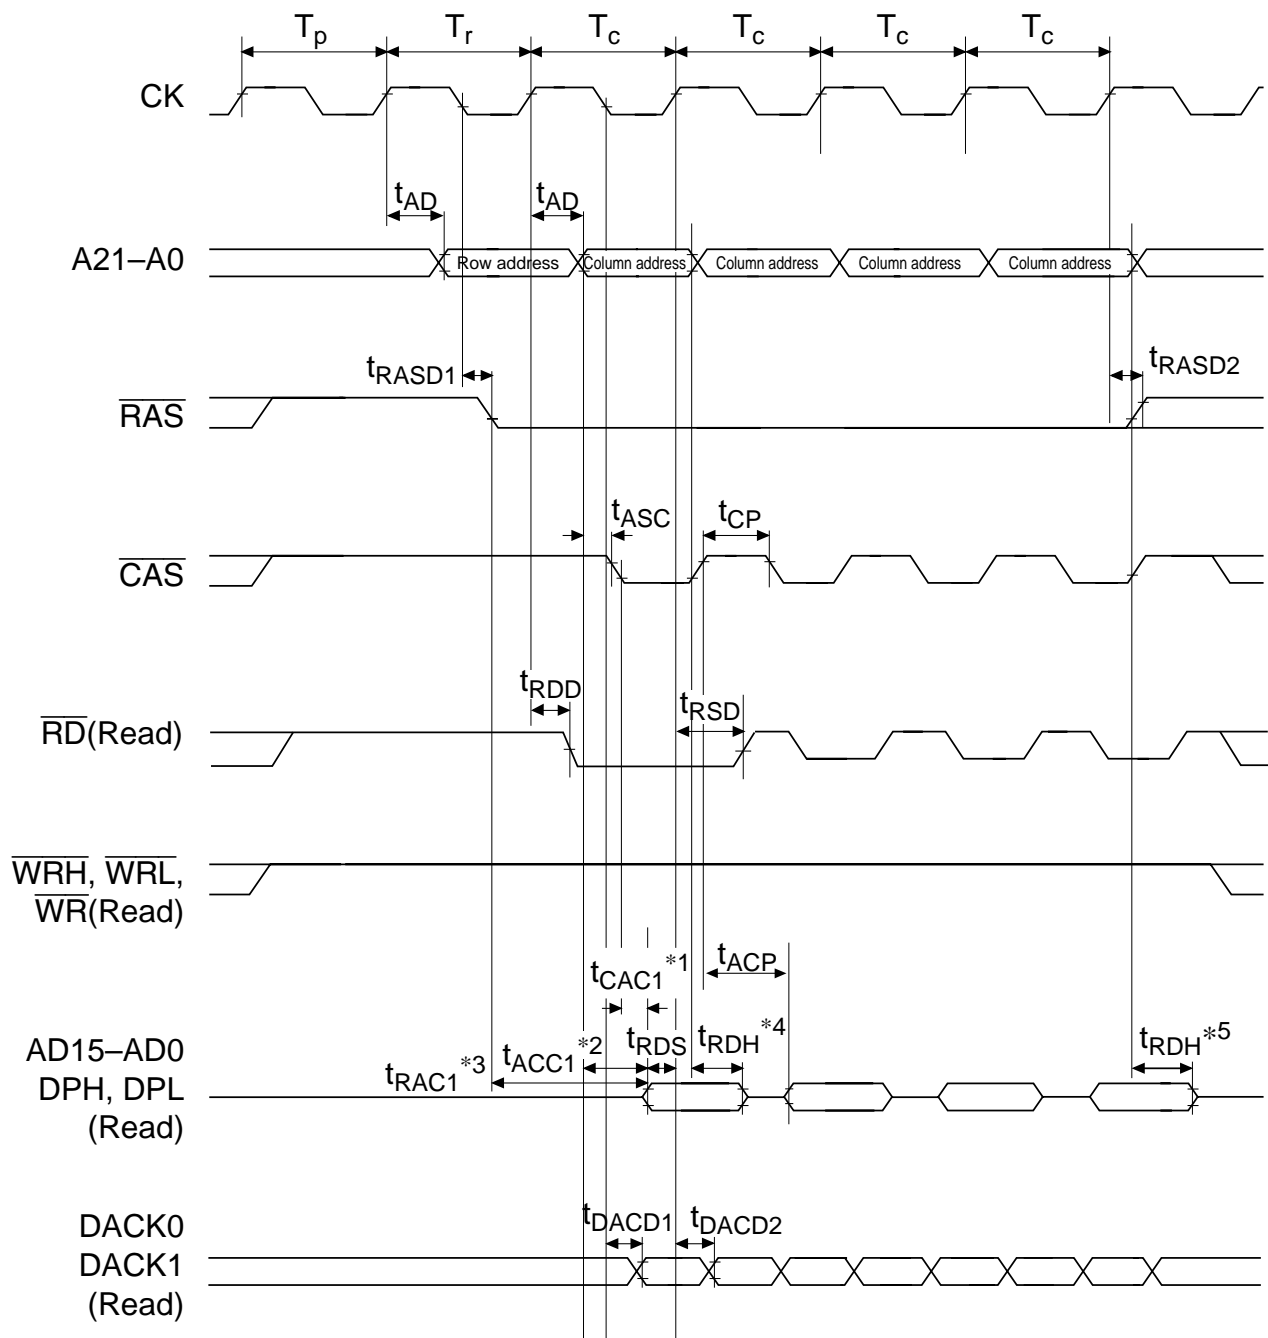 Tp Tr Tc Tc Tc Tc
CK
tAD tAD
A21–A0 Row address Column address Column address Column address Column address
tRASD1 tRASD2
RAS
tASC tCP
CAS
tRDD tRSD
RD(Read)
WRH, WRL,
WR(Read)
tCAC1*1 tACP
AD15–AD0
DPH, DPL
(Read)
tRAC1*3 tACC1*2 tRDS tRDH*4 tRDH*5
DACK0
DACK1
(Read)
tDACD1 tDACD2